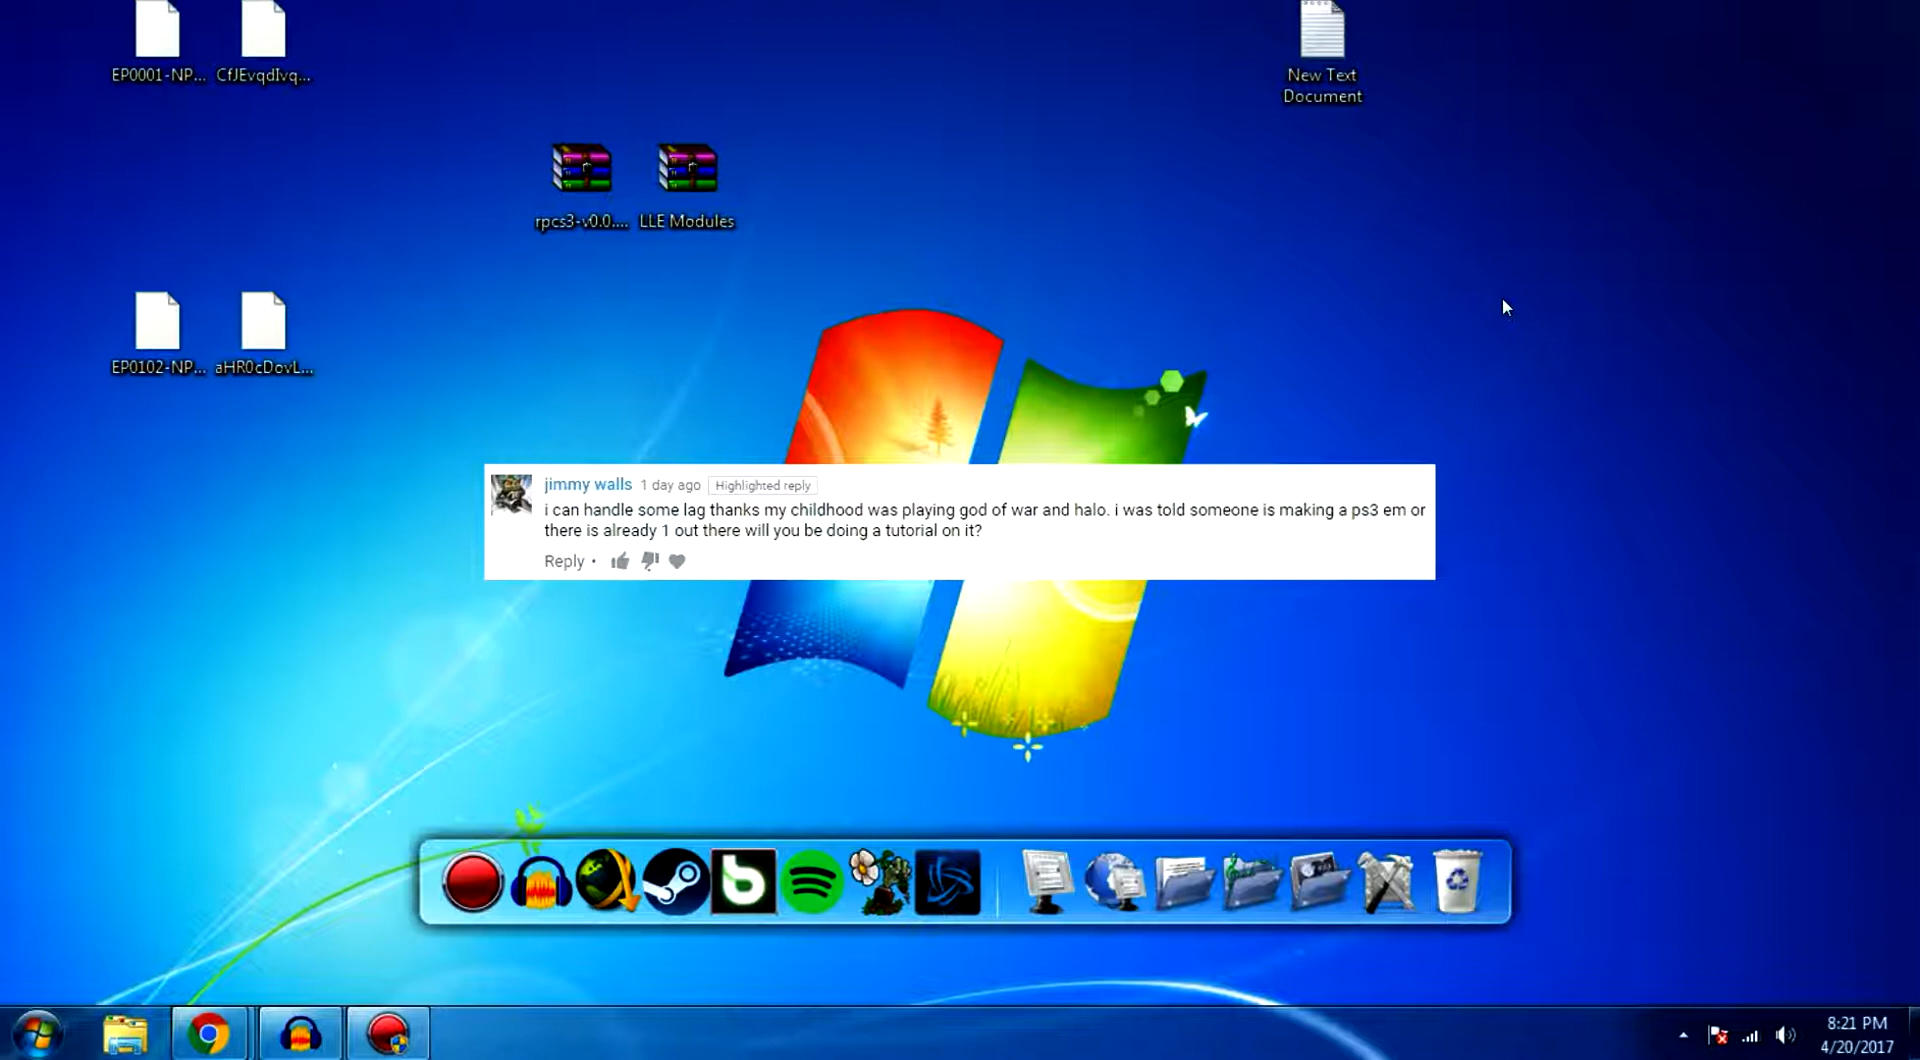 EP0001-NP...
CfJEvqdIvq...
New Text
Document
rpcs3-v0.0....
LLE Modules
EP0102-NP...
aHR0cDovL...
jimmy walls 1 day ago Highlighted reply
i can handle some lag thanks my childhood was playing god of war and halo. i was told someone is making a ps3 em or
there is already 1 out there will you be doing a tutorial on it?
Reply •
8:21 PM
4/20/2017